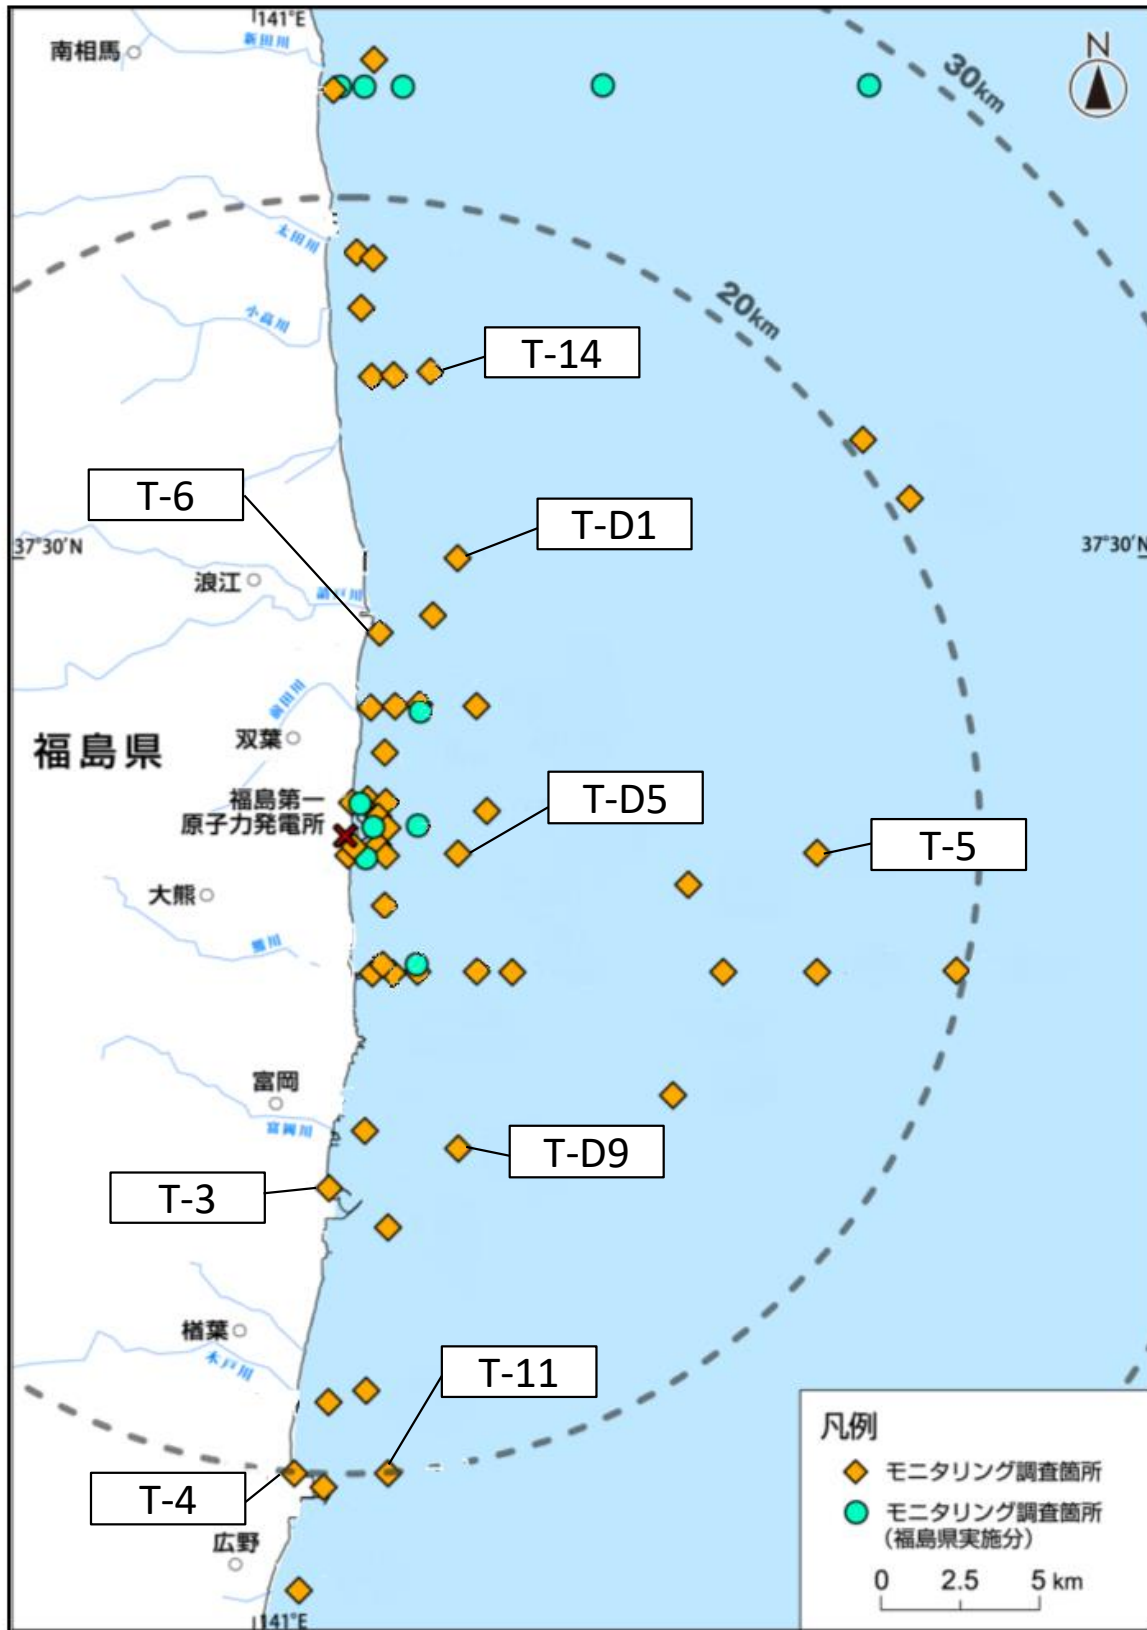 141°E
南相馬
新田川
N
30km
太田川
20km
小高川
T-14
T-6
T-D1
37°30′N
37°30′N
浪江
請戸川
前田川
福島県
双葉
福島第一
原子力発電所
T-D5
T-5
大熊
熊川
富岡
富岡川
T-D9
T-3
楢葉
木戸川
T-11
T-4
広野
141°E
凡例
モニタリング調査箇所
モニタリング調査箇所
(福島県実施分)
0 2.5 5 km